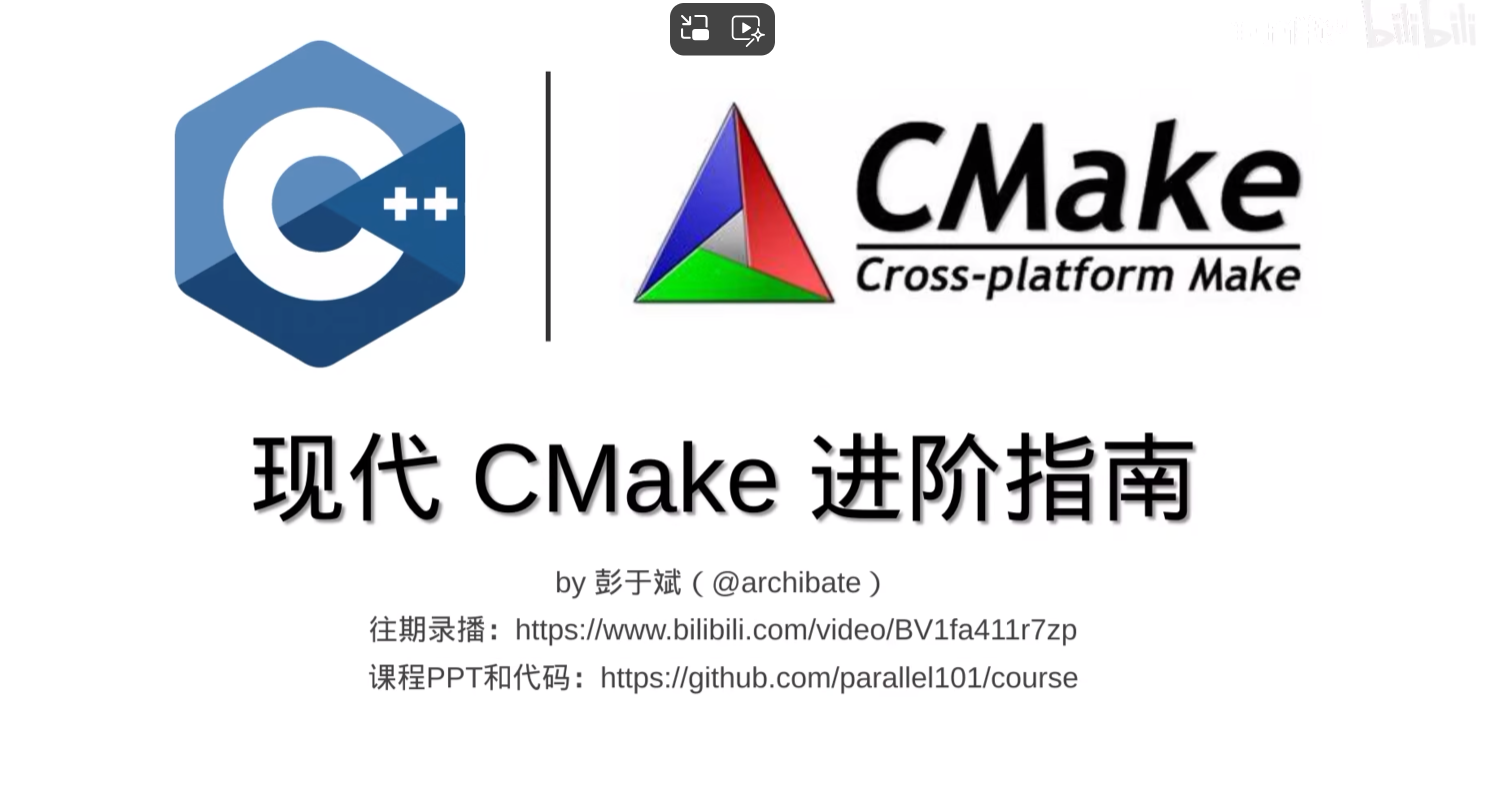 bilibili
C++
CMake
Cross-platform Make
现代 CMake 进阶指南
by 彭于斌（@archibate）
往期录播：https://www.bilibili.com/video/BV1fa411r7zp
课程PPT和代码：https://github.com/parallel101/course